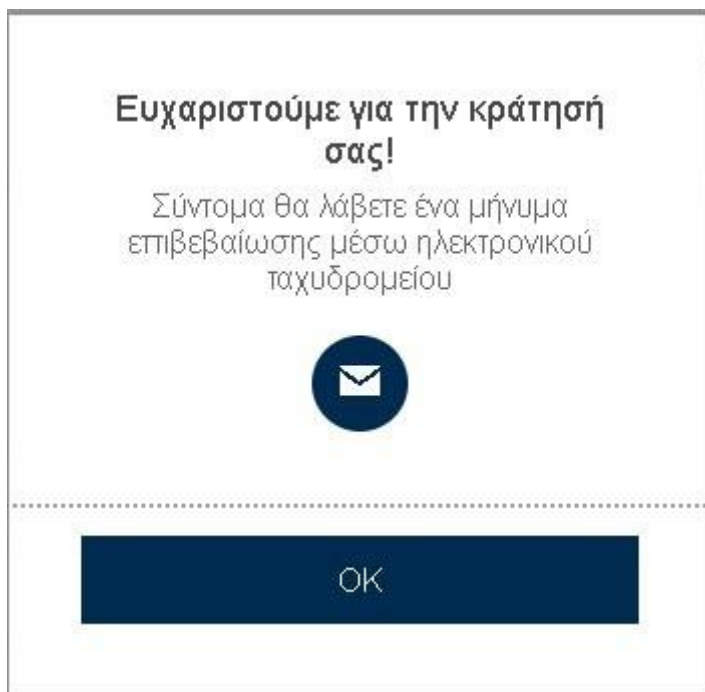 Ευχαριστούμε για την κράτησή
σας!
Σύντομα θα λάβετε ένα μήνυμα
επιβεβαίωσης μέσω ηλεκτρονικού
ταχυδρομείου
OK